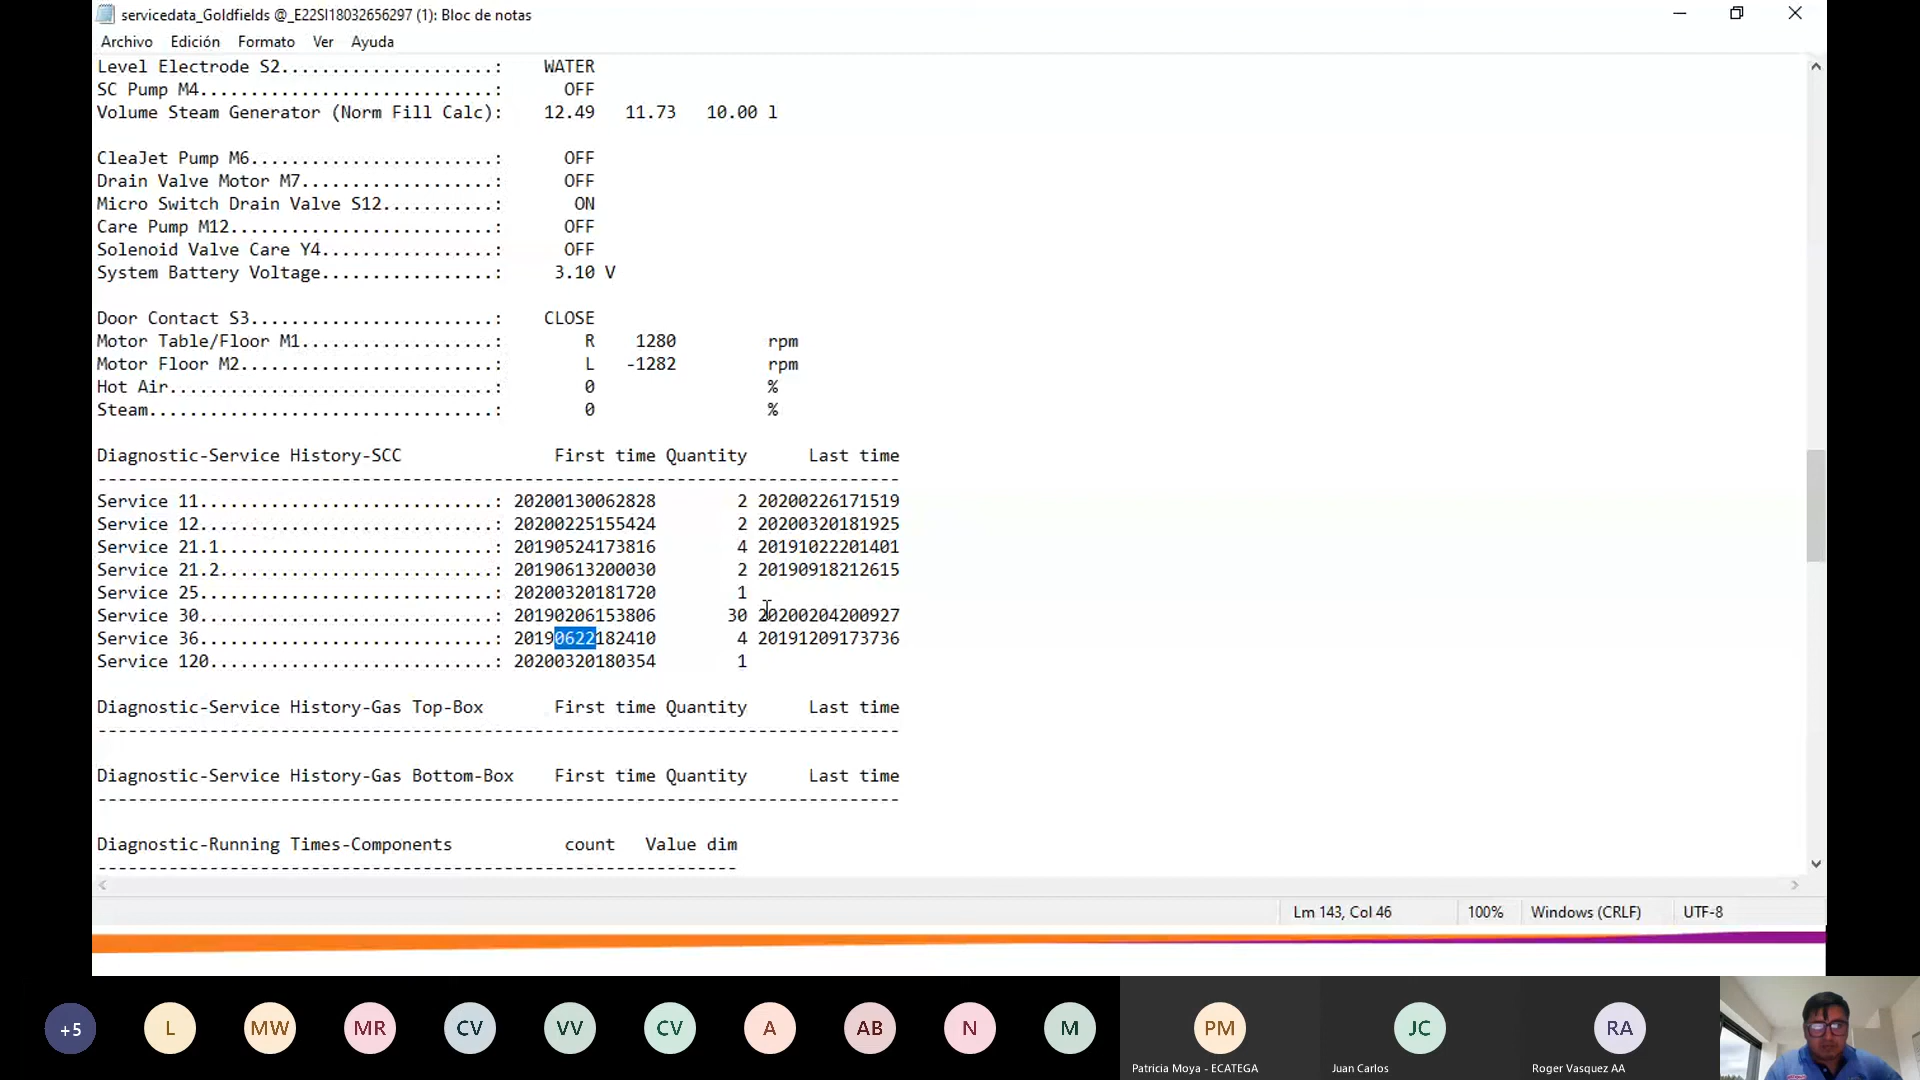 servicedata_Goldfields @_E22SI18032656297 (1): Bloc de notas
Archivo Edición Formato Ver Ayuda
Level Electrode S2.....................: WATER
SC Pump M4.............................: OFF
Volume Steam Generator (Norm Fill Calc): 12.49 11.73 10.00 l
CleaJet Pump M6........................: OFF
Drain Valve Motor M7...................: OFF
Micro Switch Drain Valve S12...........: ON
Care Pump M12..........................: OFF
Solenoid Valve Care Y4.................: OFF
System Battery Voltage.................: 3.10 V
Door Contact S3........................: CLOSE
Motor Table/Floor M1...................: R 1280 rpm
Motor Floor M2.........................: L -1282 rpm
Hot Air................................: 0 %
Steam..................................: 0 %
Diagnostic-Service History-SCC First time Quantity Last time
-------------------------------------------------------------------------------
Service 11.............................: 20200130062828 2 20200226171519
Service 12.............................: 20200225155424 2 20200320181925
Service 21.1...........................: 20190524173816 4 20191022201401
Service 21.2...........................: 20190613200030 2 20190918212615
Service 25.............................: 20200320181720 1
Service 30.............................: 20190206153806 30 20200204200927
Service 36.............................: 20190622182410 4 20191209173736
Service 120............................: 20200320180354 1
Diagnostic-Service History-Gas Top-Box First time Quantity Last time
-------------------------------------------------------------------------------
Diagnostic-Service History-Gas Bottom-Box First time Quantity Last time
-------------------------------------------------------------------------------
Diagnostic-Running Times-Components count Value dim
---------------------------------------------------------------
Lm 143, Col 46 100% Windows (CRLF) UTF-8
+5 L MW MR CV VV CV A AB N M PM JC RA
Patricia Moya - ECATEGA Juan Carlos Roger Vasquez AA